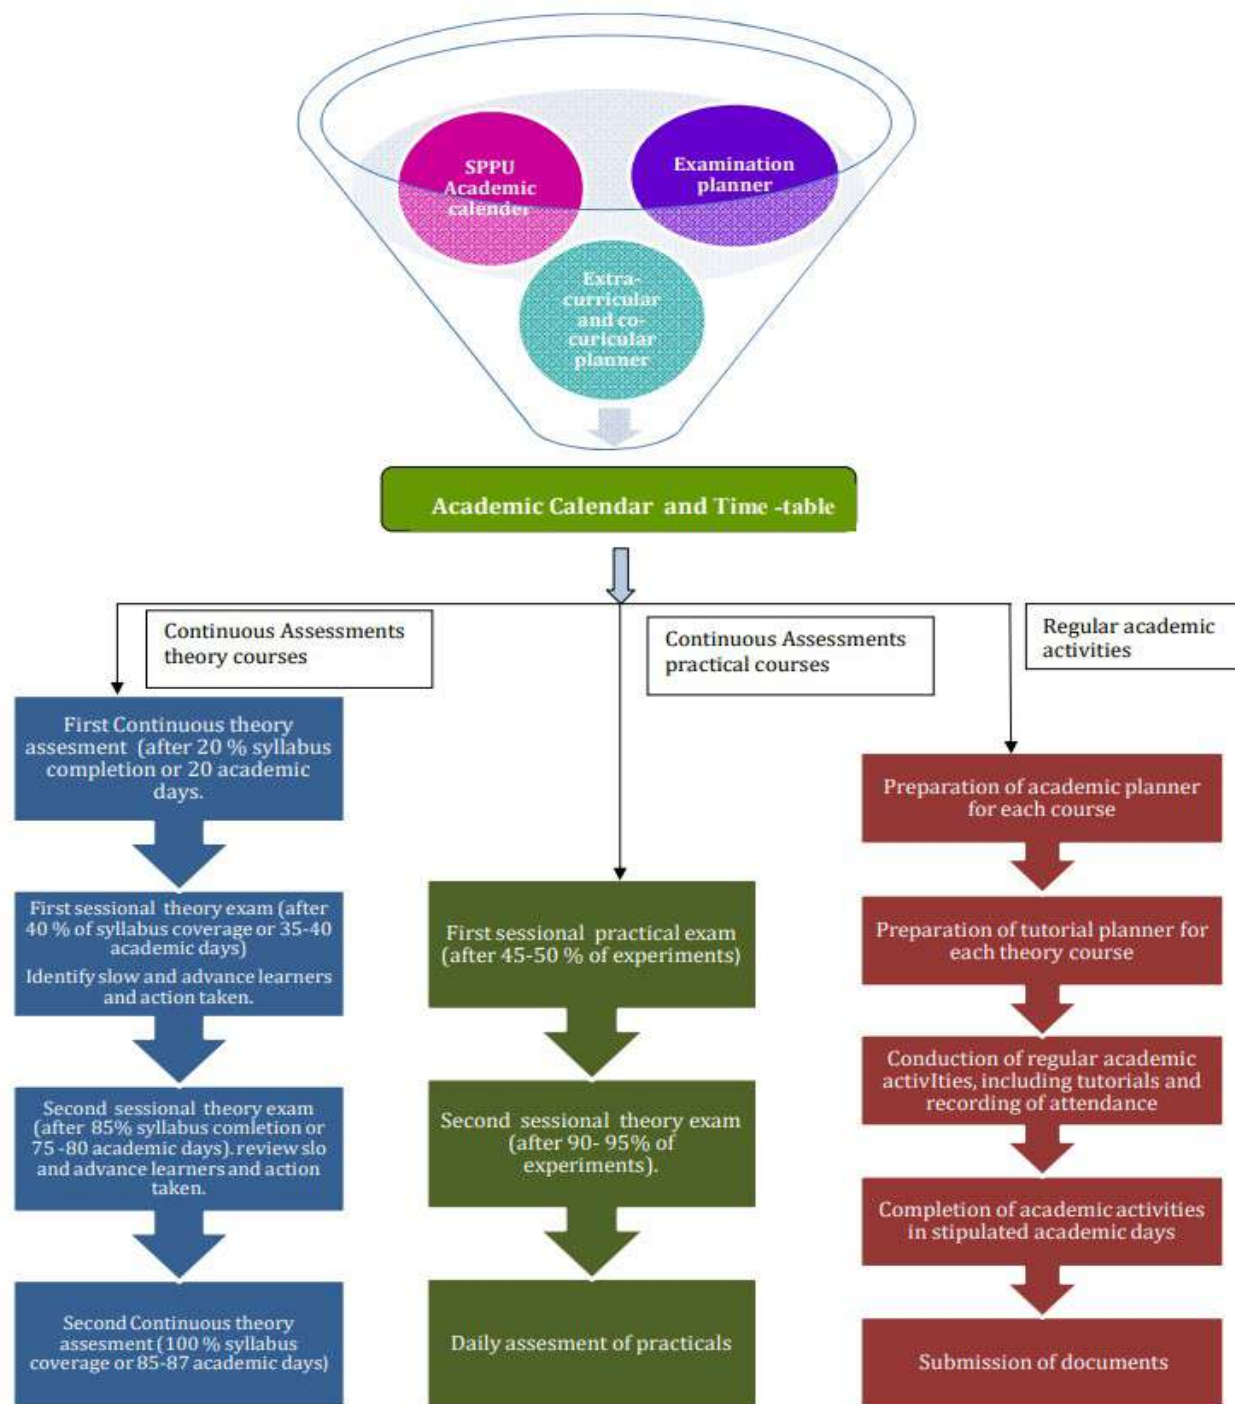 SPPU
Academic
calender
Examination
planner
Extra-
curricular
and co-
curicular
planner
Academic Calendar and Time -table
Continuous Assessments
theory courses
Continuous Assessments
practical courses
Regular academic
activities
First Continuous theory
assesment (after 20 % syllabus
completion or 20 academic
days.
First sessional theory exam (after
40 % of syllabus coverage or 35-40
academic days)
Identify slow and advance learners
and action taken.
Second sessional theory exam
(after 85% syllabus comletion or
75 -80 academic days). review slo
and advance learners and action
taken.
Second Continuous theory
assesment (100 % syllabus
coverage or 85-87 academic days)
First sessional practical exam
(after 45-50 % of experiments)
Second sessional theory exam
(after 90- 95% of
experiments).
Daily assesment of practicals
Preparation of academic planner
for each course
Preparation of tutorial planner for
each theory course
Conduction of regular academic
activIties, including tutorials and
recording of attendance
Completion of academic activities
in stipulated academic days
Submission of documents